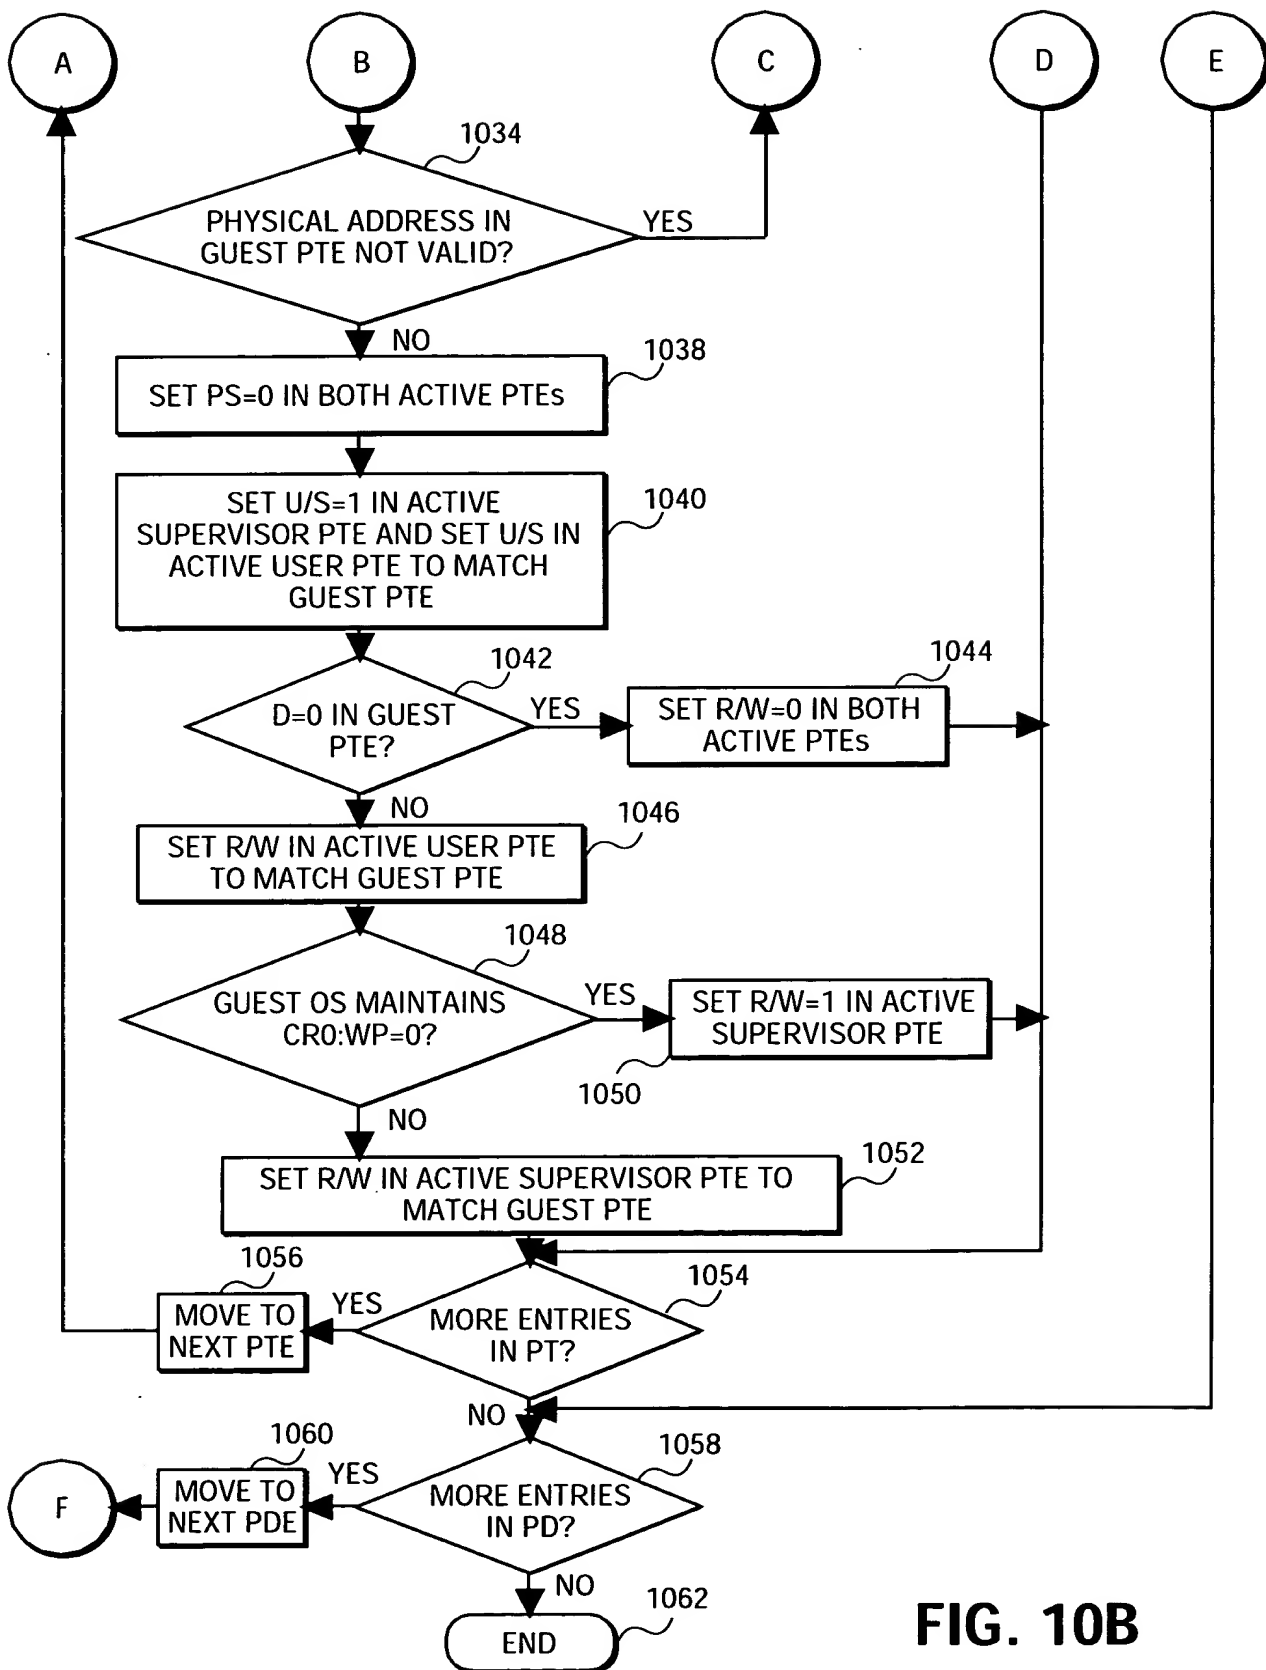 A
B
C
D
E
1034
PHYSICAL ADDRESS IN
GUEST PTE NOT VALID?
YES
NO
1038
SET PS=0 IN BOTH ACTIVE PTEs
1040
SET U/S=1 IN ACTIVE
SUPERVISOR PTE AND SET U/S IN
ACTIVE USER PTE TO MATCH
GUEST PTE
1042
D=0 IN GUEST
PTE?
YES
1044
SET R/W=0 IN BOTH
ACTIVE PTEs
NO
1046
SET R/W IN ACTIVE USER PTE
TO MATCH GUEST PTE
1048
GUEST OS MAINTAINS
CR0:WP=0?
YES
SET R/W=1 IN ACTIVE
SUPERVISOR PTE
1050
NO
1052
SET R/W IN ACTIVE SUPERVISOR PTE TO
MATCH GUEST PTE
1056
MOVE TO
NEXT PTE
YES
1054
MORE ENTRIES
IN PT?
NO
1060
F
MOVE TO
NEXT PDE
YES
1058
MORE ENTRIES
IN PD?
NO
1062
END
FIG. 10B